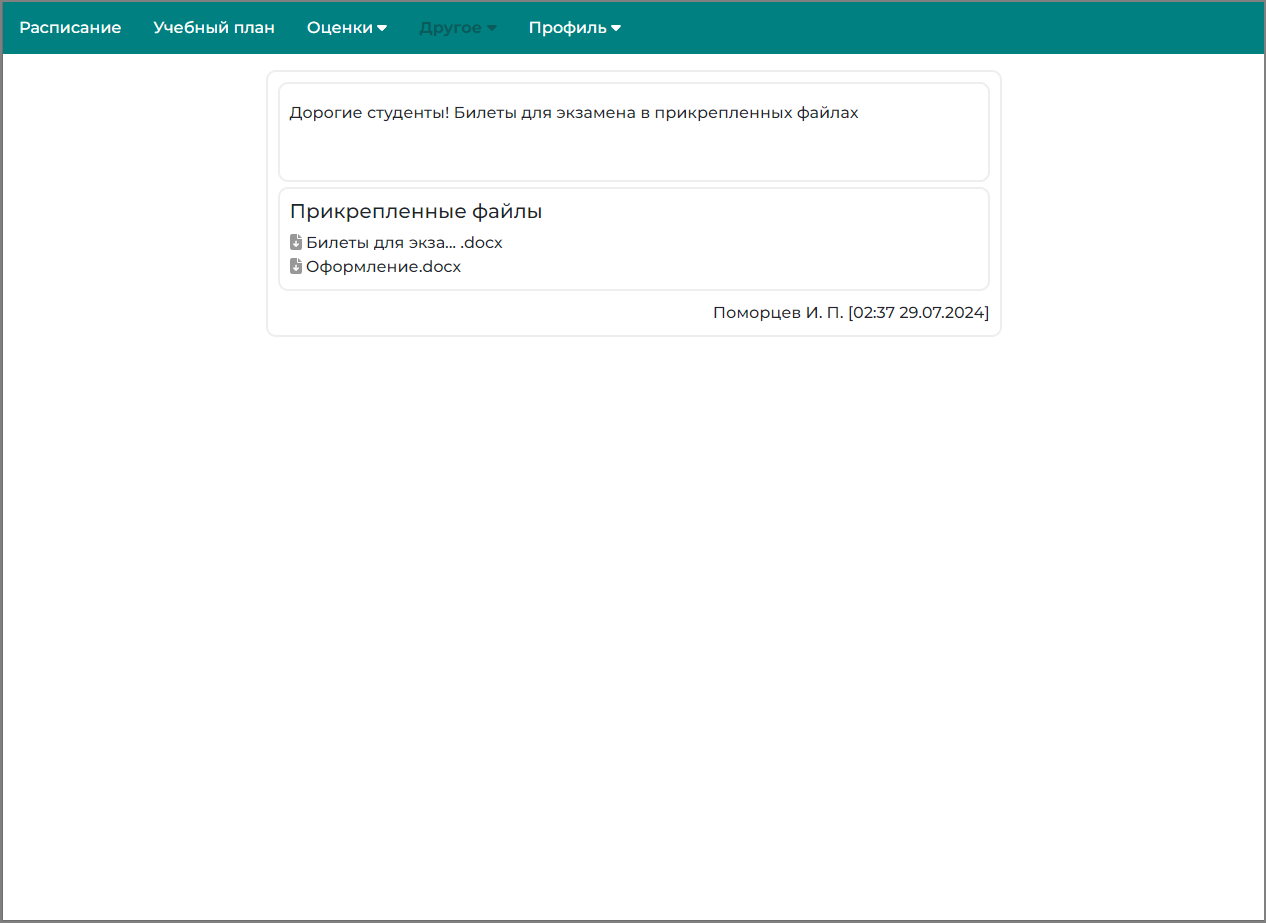 Расписание Учебный план Оценки Другое Профиль
Дорогие студенты! Билеты для экзамена в прикрепленных файлах
Прикрепленные файлы
Билеты для экза... .docx
Оформление.docx
Поморцев И. П. [02:37 29.07.2024]